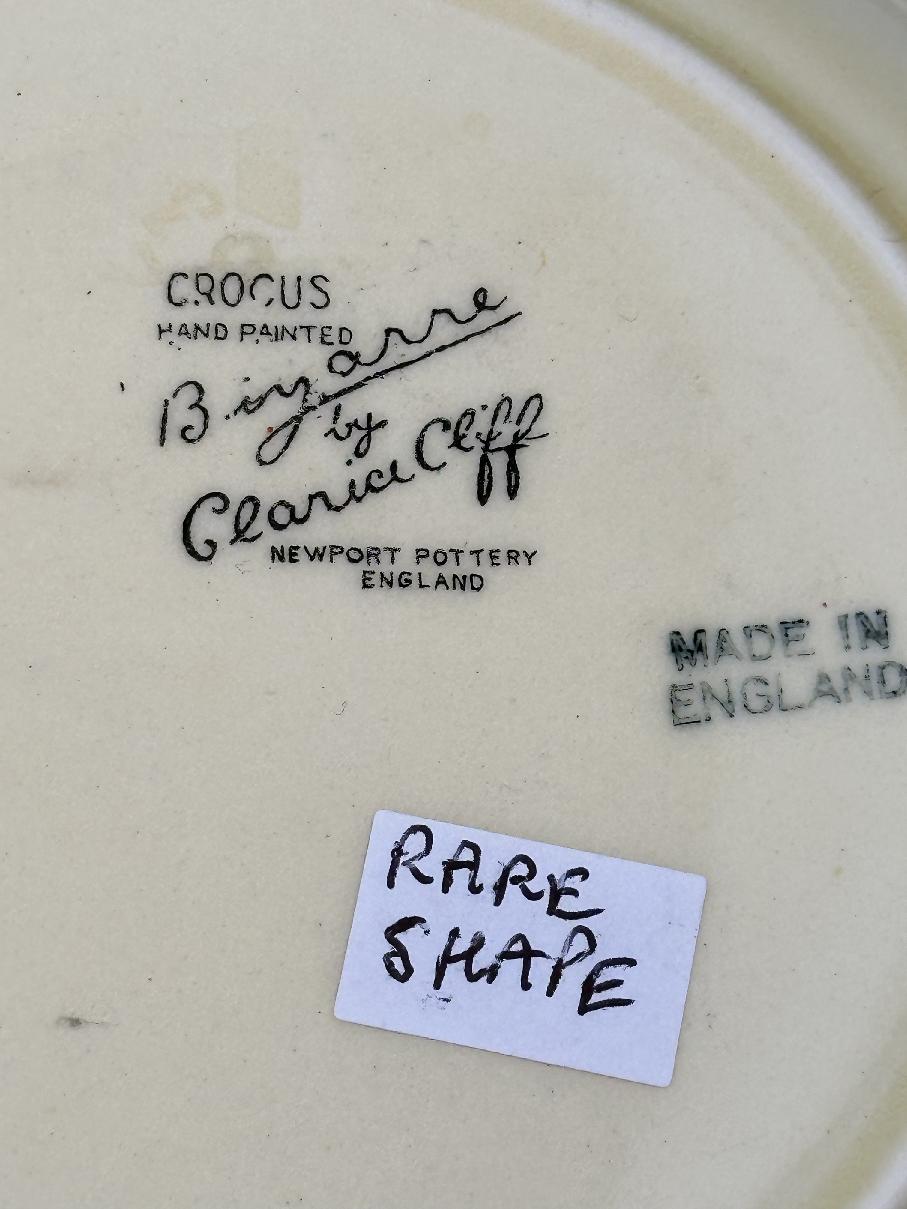 CROCUS
HAND PAINTED
Bizarre
by
Clarice Cliff
NEWPORT POTTERY
ENGLAND
MADE IN
ENGLAND
RARE
SHAPE